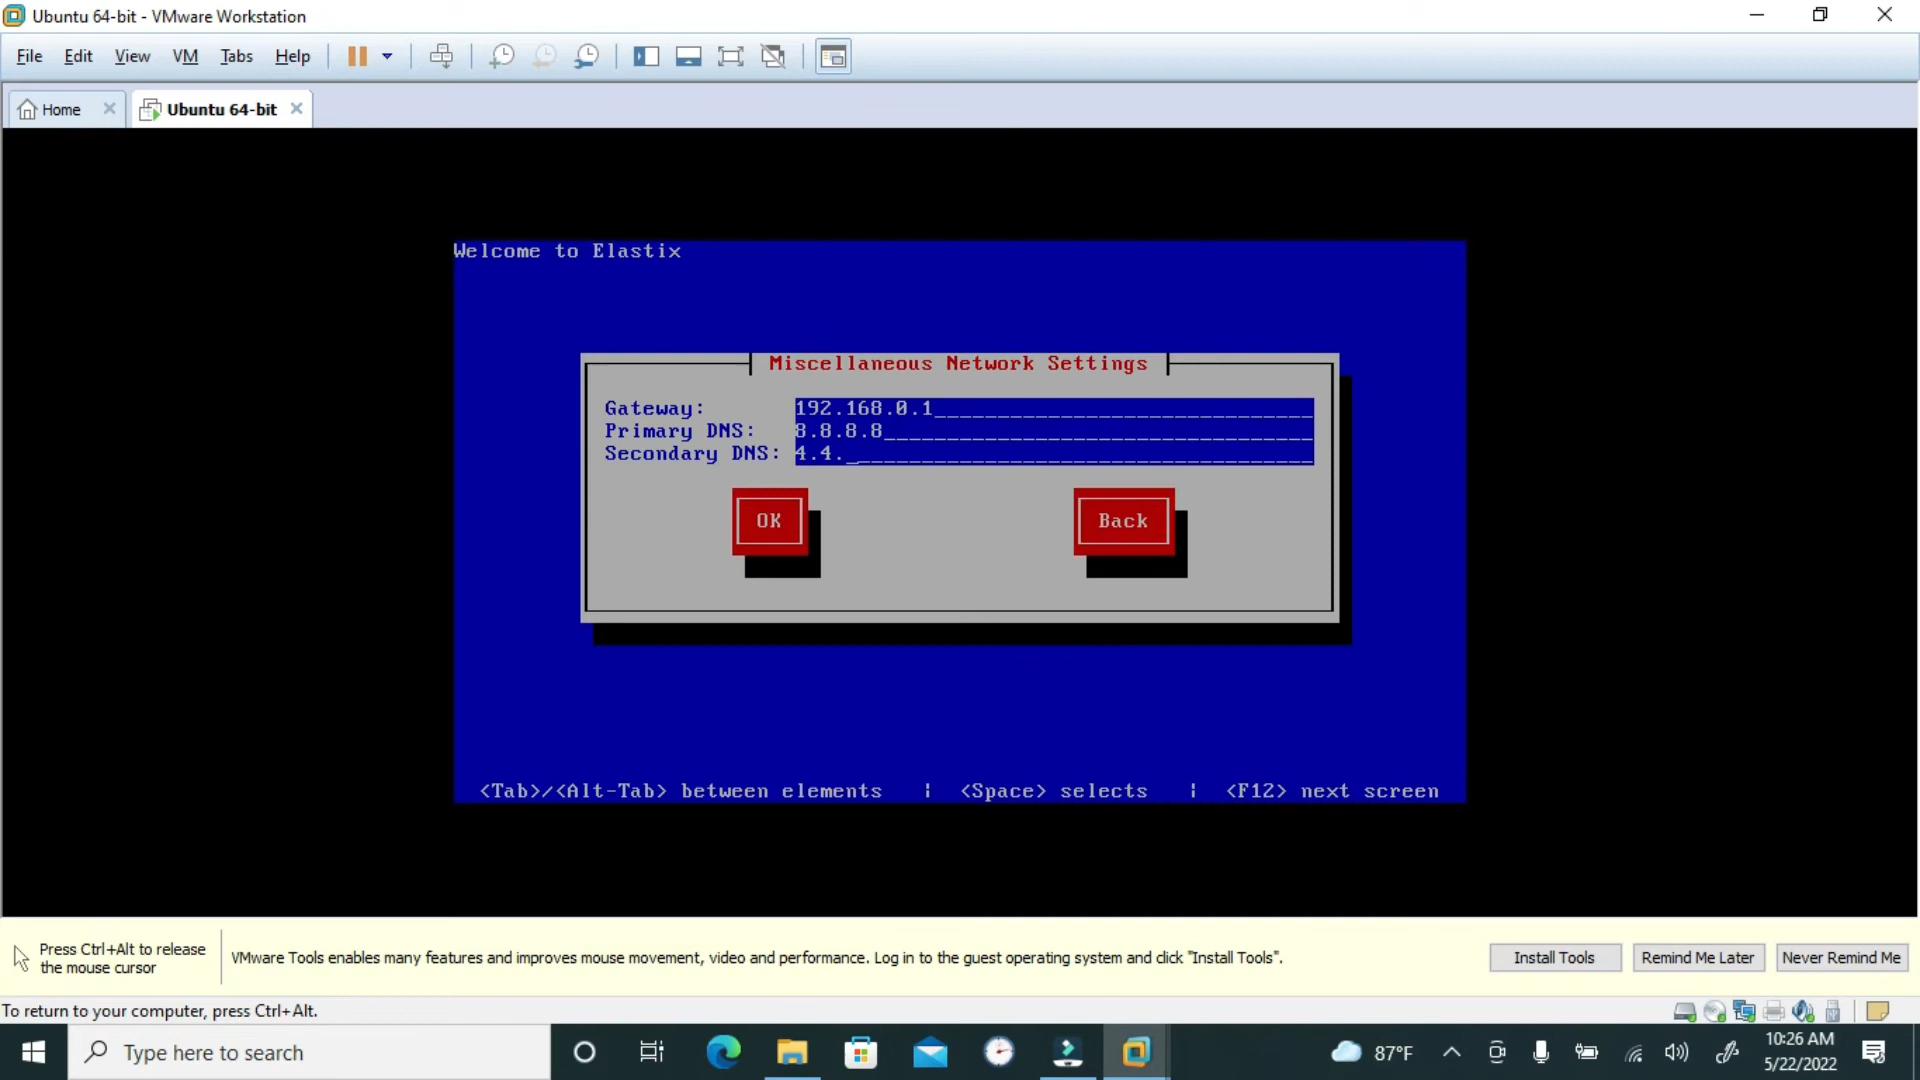 Ubuntu 64-bit - VMware Workstation
File Edit View VM Tabs Help
Home Ubuntu 64-bit
Welcome to Elastix
Miscellaneous Network Settings
Gateway: 192.168.0.1
Primary DNS: 8.8.8.8
Secondary DNS: 4.4._
OK Back
<Tab>/<Alt-Tab> between elements | <Space> selects | <F12> next screen
Press Ctrl+Alt to release
the mouse cursor
VMware Tools enables many features and improves mouse movement, video and performance. Log in to the guest operating system and click "Install Tools".
Install Tools Remind Me Later Never Remind Me
To return to your computer, press Ctrl+Alt.
Type here to search
87°F
10:26 AM
5/22/2022